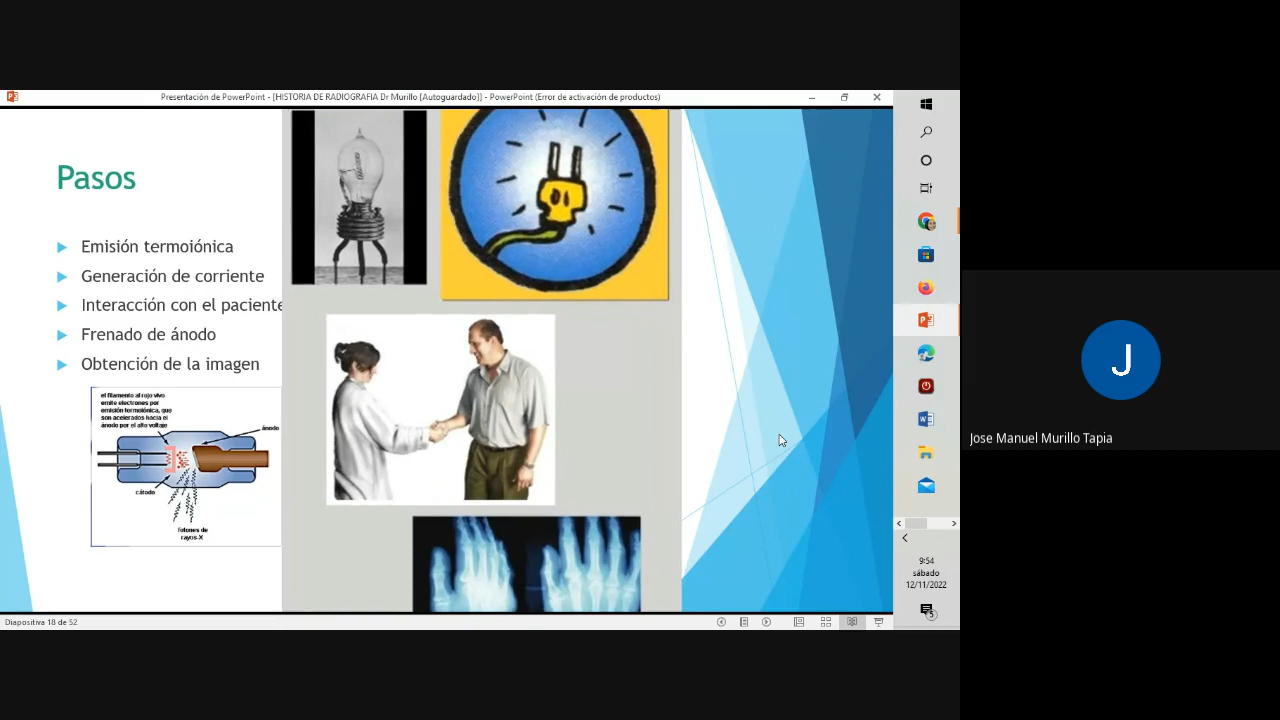 Presentación de PowerPoint - [HISTORIA DE RADIOGRAFIA Dr Murillo [Autoguardado]] - PowerPoint (Error de activación de productos)
Pasos
Emisión termoiónica
Generación de corriente
Interacción con el paciente
Frenado de ánodo
Obtención de la imagen
el filamento al rojo vivo
emite electrones por
emisión termoiónica, que
son acelerados hacia el
ánodo por el alto voltaje
ánodo
cátodo
fotones de
rayos-X
Diapositiva 18 de 52
9:54
sábado
12/11/2022
5
J
Jose Manuel Murillo Tapia